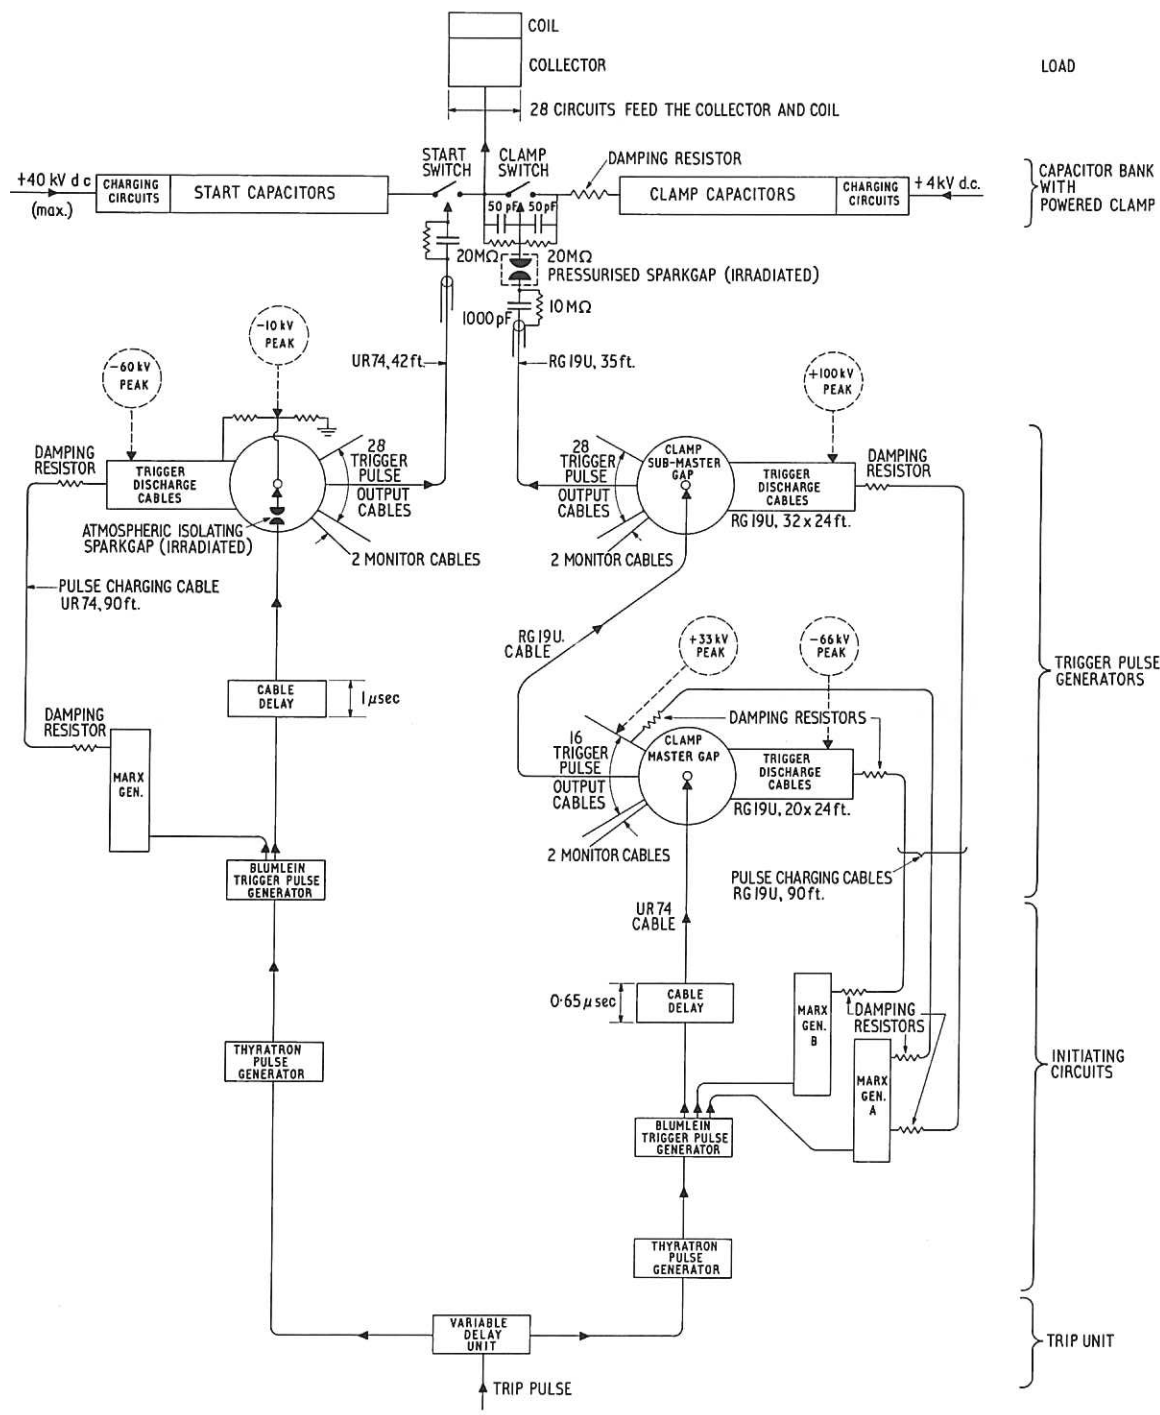 COIL
COLLECTOR
LOAD
28 CIRCUITS FEED THE COLLECTOR AND COIL
START
SWITCH
CLAMP
SWITCH
DAMPING RESISTOR
+40 kV d c
(max.)
CHARGING
CIRCUITS
START CAPACITORS
CLAMP CAPACITORS
CHARGING
CIRCUITS
+ 4kV d.c.
CAPACITOR BANK
WITH
POWERED CLAMP
50 pF
50 pF
20MΩ
20MΩ
PRESSURISED SPARKGAP (IRRADIATED)
1000 pF
10MΩ
UR74, 42 ft.
RG 19U, 35 ft.
-10 kV
PEAK
-60 kV
PEAK
+100 kV
PEAK
DAMPING
RESISTOR
TRIGGER
DISCHARGE
CABLES
28
TRIGGER
PULSE
OUTPUT
CABLES
ATMOSPHERIC ISOLATING
SPARKGAP (IRRADIATED)
2 MONITOR CABLES
28
TRIGGER
PULSE
OUTPUT
CABLES
2 MONITOR CABLES
CLAMP
SUB-MASTER
GAP
TRIGGER
DISCHARGE
CABLES
RG 19U, 32 x 24 ft.
DAMPING
RESISTOR
PULSE CHARGING CABLE
UR 74, 90 ft.
RG 19U.
CABLE
+33 kV
PEAK
-66 kV
PEAK
TRIGGER PULSE
GENERATORS
CABLE
DELAY
1 μsec
DAMPING
RESISTOR
MARX
GEN.
DAMPING RESISTORS
16
TRIGGER
PULSE
OUTPUT
CABLES
CLAMP
MASTER GAP
TRIGGER
DISCHARGE
CABLES
RG 19U, 20 x 24 ft.
2 MONITOR CABLES
BLUMLEIN
TRIGGER PULSE
GENERATOR
PULSE CHARGING CABLES
RG 19U, 90 ft.
UR 74
CABLE
0·65 μsec
CABLE
DELAY
MARX
GEN.
B
DAMPING
RESISTORS
MARX
GEN.
A
INITIATING
CIRCUITS
THYRATRON
PULSE
GENERATOR
BLUMLEIN
TRIGGER PULSE
GENERATOR
THYRATRON
PULSE
GENERATOR
VARIABLE
DELAY
UNIT
TRIP UNIT
TRIP PULSE